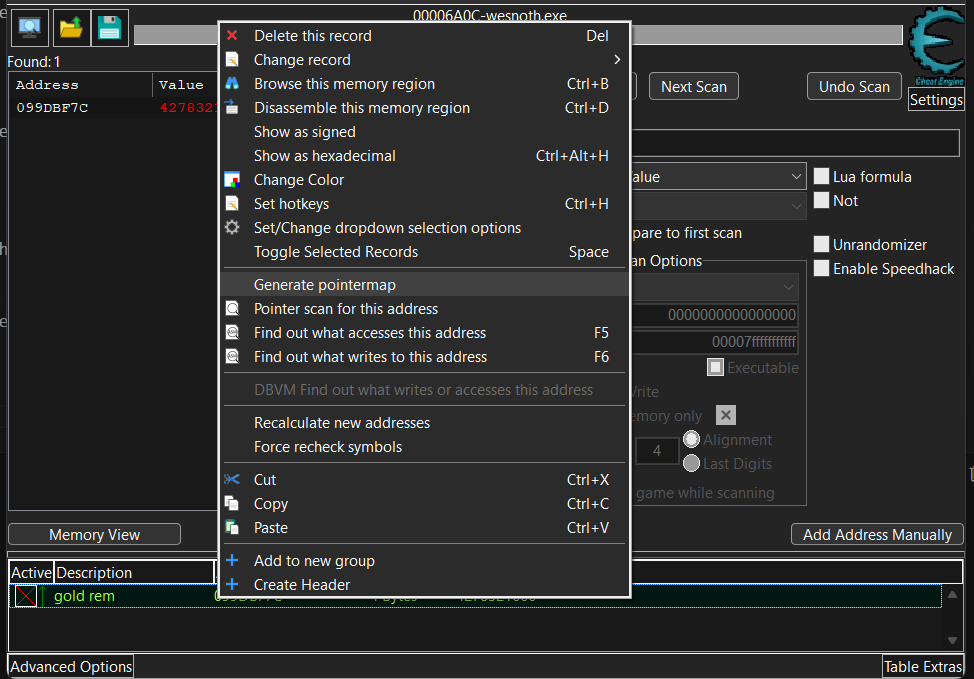 00006A0C-wesnoth.exe
Found: 1
Address Value
099DBF7C 427832
Cheat Engine
Settings
Next Scan
Undo Scan
Delete this record Del
Change record
Browse this memory region Ctrl+B
Disassemble this memory region Ctrl+D
Show as signed
Show as hexadecimal Ctrl+Alt+H
Change Color
Set hotkeys Ctrl+H
Set/Change dropdown selection options
Toggle Selected Records Space
Generate pointermap
Pointer scan for this address
Find out what accesses this address F5
Find out what writes to this address F6
DBVM Find out what writes or accesses this address
Recalculate new addresses
Force recheck symbols
Cut Ctrl+X
Copy Ctrl+C
Paste Ctrl+V
Add to new group
Create Header
alue
Lua formula
Not
pare to first scan
an Options
Unrandomizer
Enable Speedhack
0000000000000000
00007fffffffffff
Executable
Write
emory only
4
Alignment
Last Digits
game while scanning
Memory View
Add Address Manually
Active Description
gold rem
Advanced Options
Table Extras